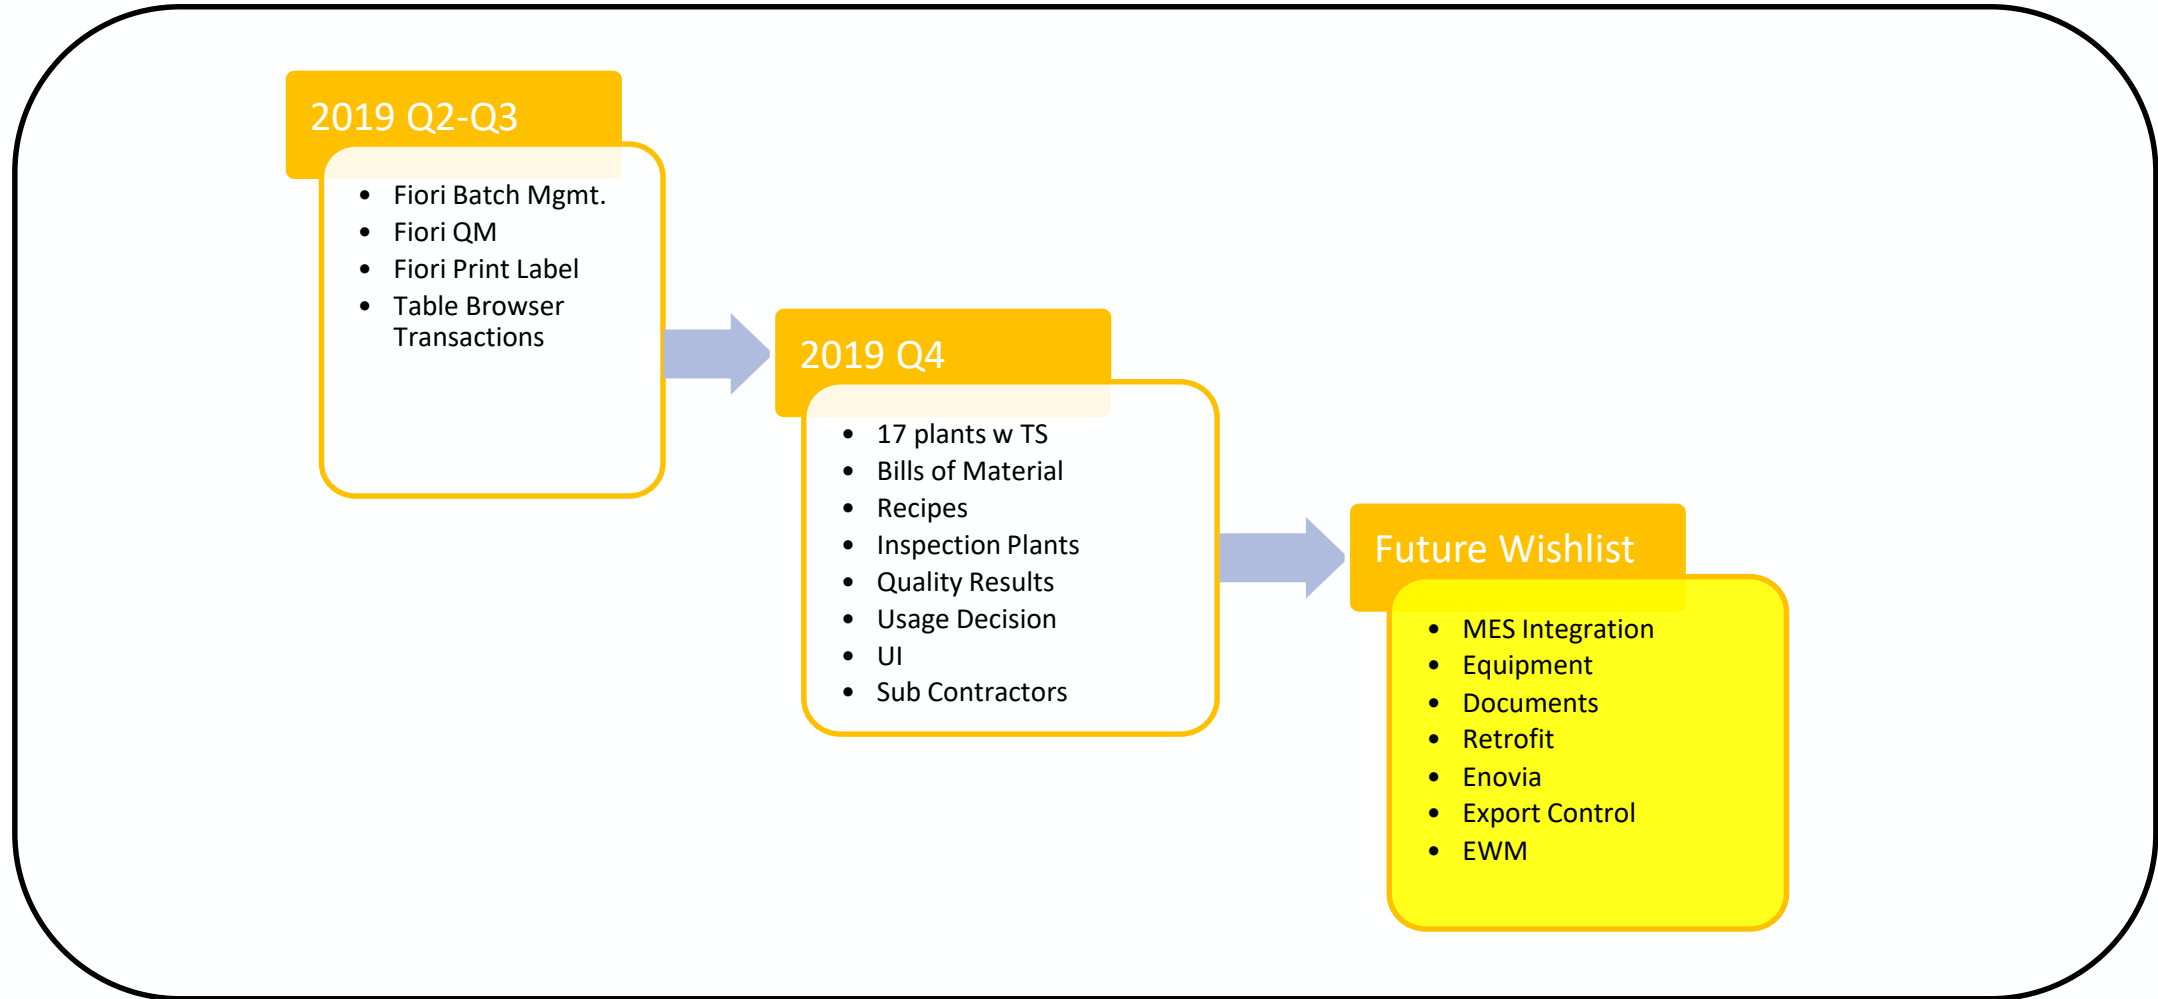 2019 Q2-Q3
• Fiori Batch Mgmt.
• Fiori QM
• Fiori Print Label
• Table Browser
Transactions
2019 Q4
• 17 plants w TS
• Bills of Material
• Recipes
• Inspection Plants
• Quality Results
• Usage Decision
• UI
• Sub Contractors
Future Wishlist
• MES Integration
• Equipment
• Documents
• Retrofit
• Enovia
• Export Control
• EWM